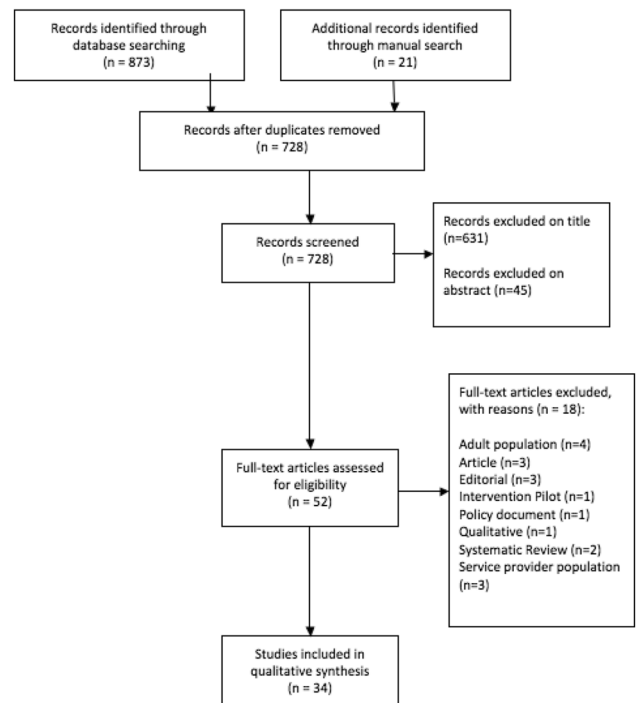 Records identified through
database searching
(n = 873)
Additional records identified
through manual search
(n = 21)
Records after duplicates removed
(n = 728)
Records screened
(n = 728)
Records excluded on title
(n=631)
Records excluded on
abstract (n=45)
Full-text articles assessed
for eligibility
(n = 52)
Full-text articles excluded,
with reasons (n = 18):
Adult population (n=4)
Article (n=3)
Editorial (n=3)
Intervention Pilot (n=1)
Policy document (n=1)
Qualitative (n=1)
Systematic Review (n=2)
Service provider population
(n=3)
Studies included in
qualitative synthesis
(n = 34)